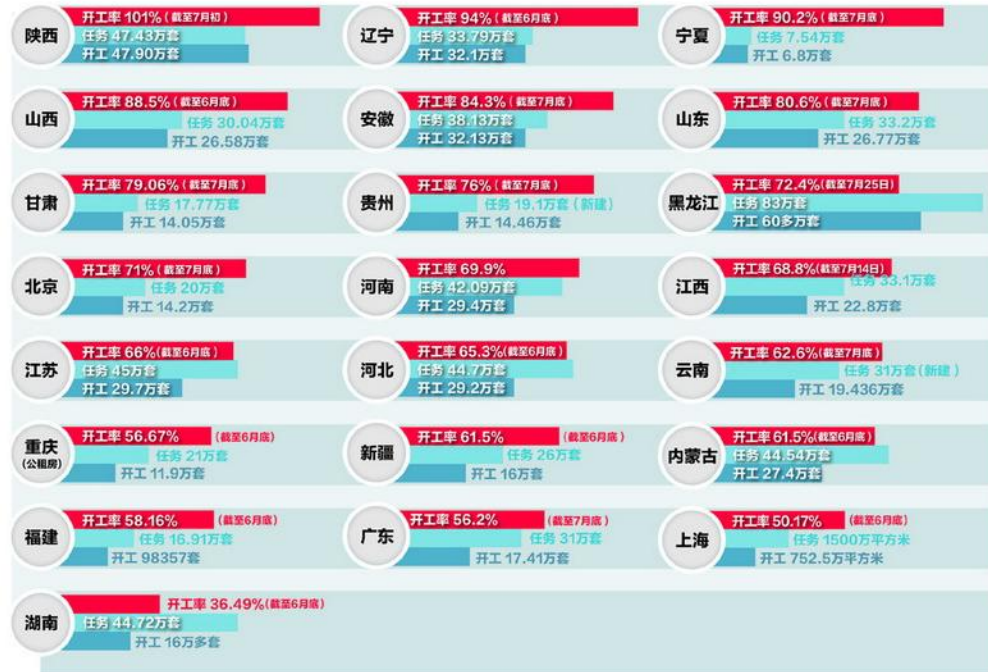 陕西
开工率 101%(截至7月初)
任务 47.43万套
开工 47.90万套
辽宁
开工率 94%(截至6月底)
任务 33.79万套
开工 32.1万套
宁夏
开工率 90.2%(截至7月底)
任务 7.54万套
开工 6.8万套
山西
开工率 88.5%(截至6月底)
任务 30.04万套
开工 26.58万套
安徽
开工率 84.3%(截至7月底)
任务 38.13万套
开工 32.13万套
山东
开工率 80.6%(截至7月底)
任务 33.2万套
开工 26.77万套
甘肃
开工率 79.06%(截至7月底)
任务 17.77万套
开工 14.05万套
贵州
开工率 76%(截至7月底)
任务 19.1万套(新建)
开工 14.46万套
黑龙江
开工率 72.4%(截至7月25日)
任务 83万套
开工 60多万套
北京
开工率 71%(截至7月底)
任务 20万套
开工 14.2万套
河南
开工率 69.9%
任务 42.09万套
开工 29.4万套
江西
开工率 68.8%(截至7月14日)
任务 33.1万套
开工 22.8万套
江苏
开工率 66%(截至6月底)
任务 45万套
开工 29.7万套
河北
开工率 65.3%(截至6月底)
任务 44.7万套
开工 29.2万套
云南
开工率 62.6%(截至7月底)
任务 31万套(新建)
开工 19.436万套
重庆
(公租房)
开工率 56.67% (截至6月底)
任务 21万套
开工 11.9万套
新疆
开工率 61.5% (截至6月底)
任务 26万套
开工 16万套
内蒙古
开工率 61.5%(截至6月底)
任务 44.54万套
开工 27.4万套
福建
开工率 58.16% (截至6月底)
任务 16.91万套
开工 98357套
广东
开工率 56.2% (截至7月底)
任务 31万套
开工 17.41万套
上海
开工率 50.17% (截至6月底)
任务 1500万平方米
开工 752.5万平方米
湖南
开工率 36.49%(截至6月底)
任务 44.72万套
开工 16万多套